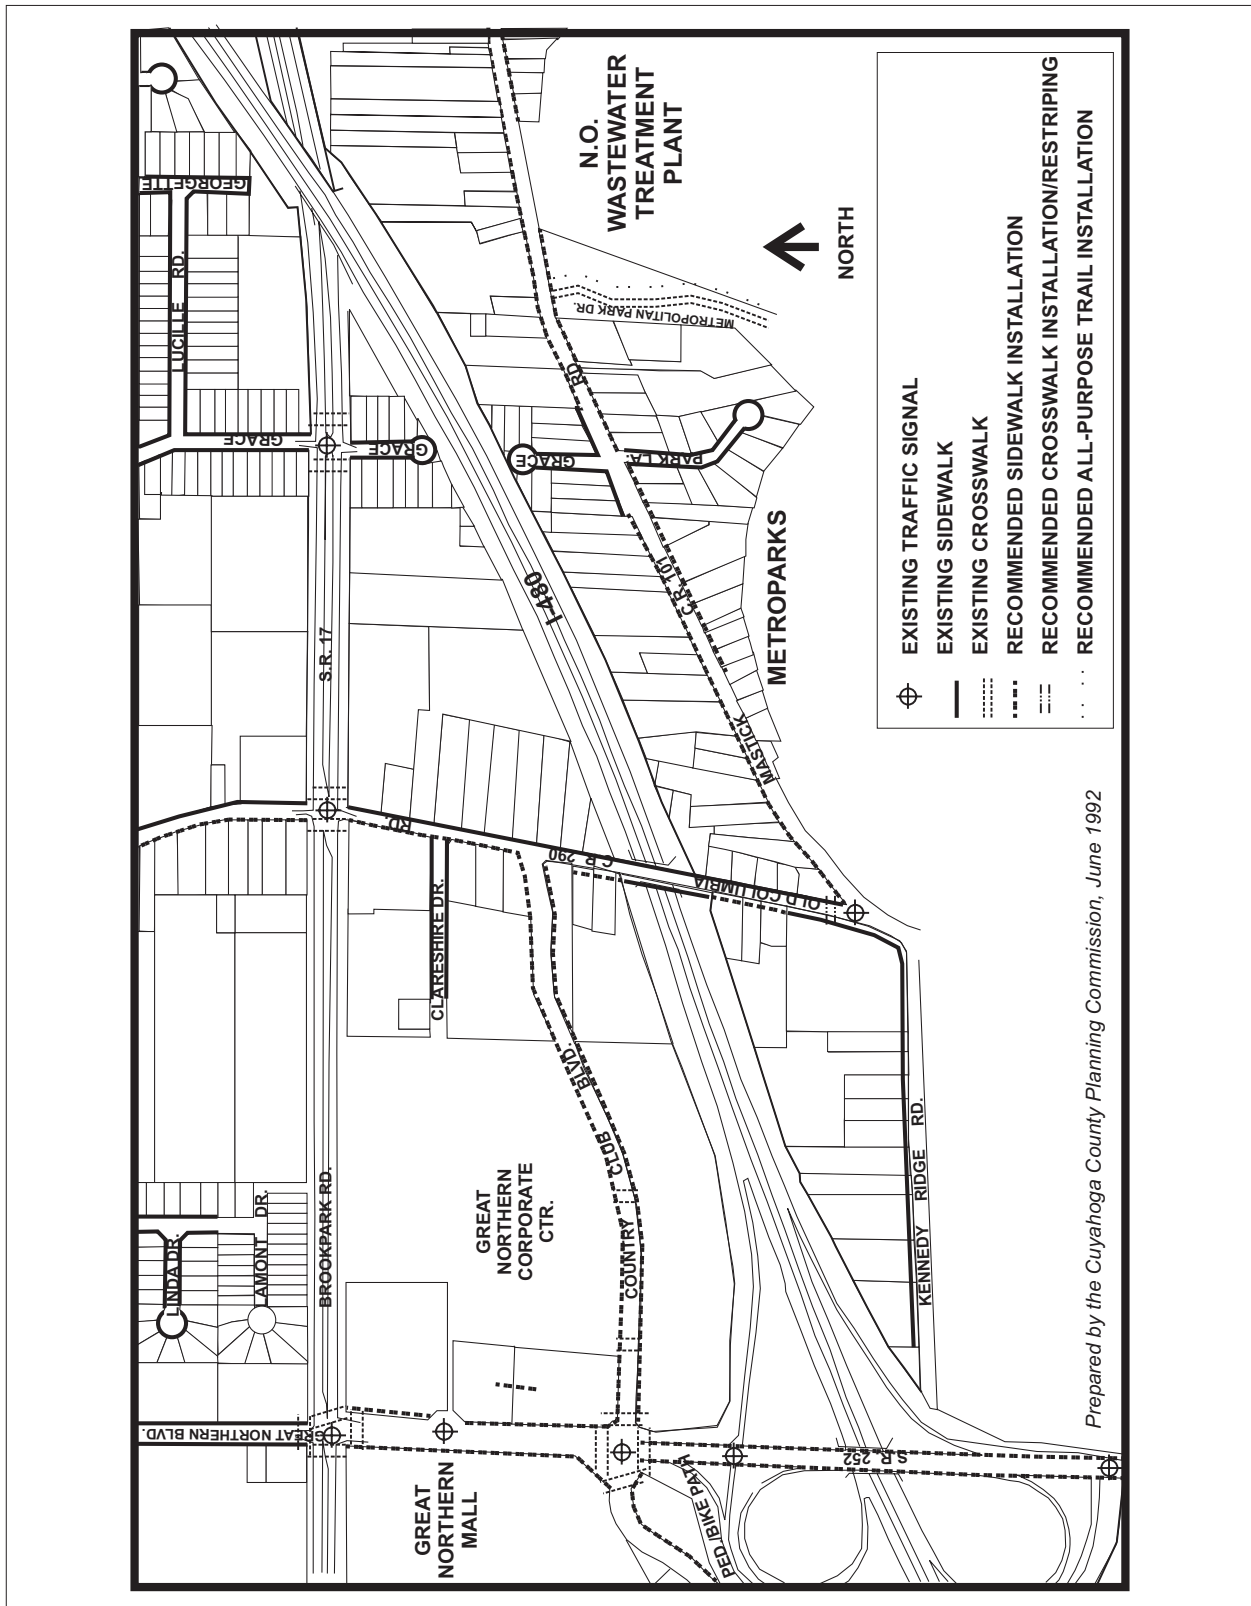 GEORGETTE
LUCILLE RD.
GRACE
GRACE
GRACE
PARK LA.
N.O.
WASTEWATER
TREATMENT
PLANT
METROPOLITAN PARK DR.
NORTH
RD.
I-480
S.R. 17
C.R. 101
MASTICK
METROPARKS
RD.
C.R. 290
OLD COLUMBIA
CLARESHIRE DR.
LINDA DR.
LAMONT DR.
BROOKPARK RD.
GREAT NORTHERN BLVD.
GREAT
NORTHERN
CORPORATE
CTR.
COUNTRY CLUB BLVD.
KENNEDY RIDGE RD.
GREAT
NORTHERN
MALL
PED./BIKE PATH
S.R. 252
EXISTING TRAFFIC SIGNAL
EXISTING SIDEWALK
EXISTING CROSSWALK
RECOMMENDED SIDEWALK INSTALLATION
RECOMMENDED CROSSWALK INSTALLATION/RESTRIPING
RECOMMENDED ALL-PURPOSE TRAIL INSTALLATION
Prepared by the Cuyahoga County Planning Commission, June 1992